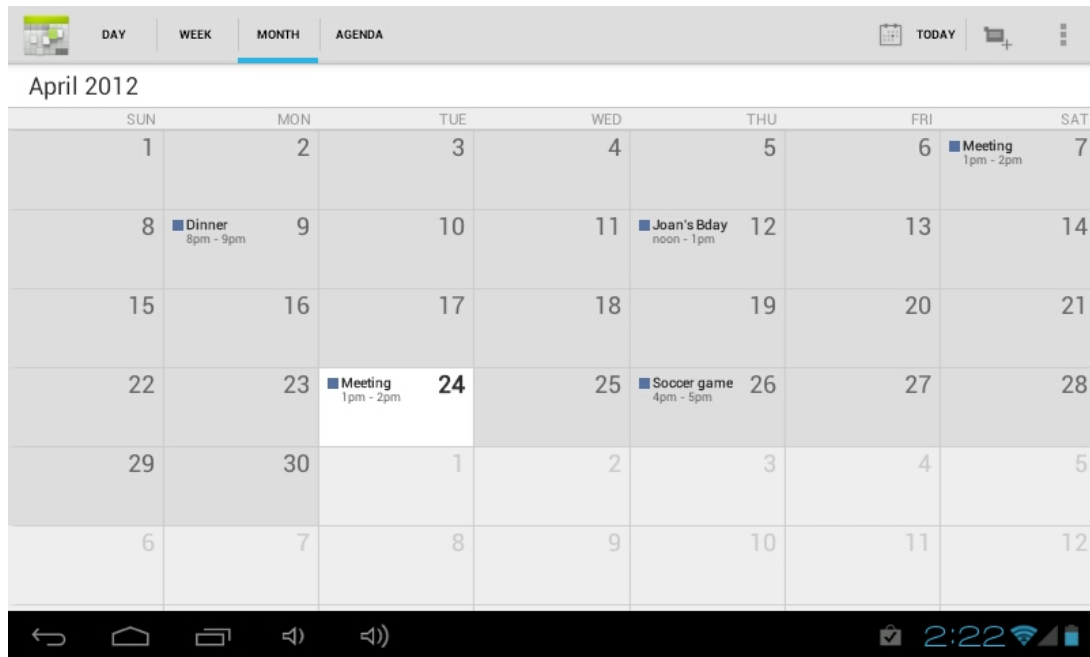 DAY WEEK MONTH AGENDA TODAY
April 2012
SUN MON TUE WED THU FRI SAT
1 2 3 4 5 6 Meeting 7
1pm - 2pm
8 Dinner 9 10 11 Joan's Bday 12 13 14
8pm - 9pm noon - 1pm
15 16 17 18 19 20 21
22 23 Meeting 24 25 Soccer game 26 27 28
1pm - 2pm 4pm - 5pm
29 30 1 2 3 4 5
6 7 8 9 10 11 12
2:22